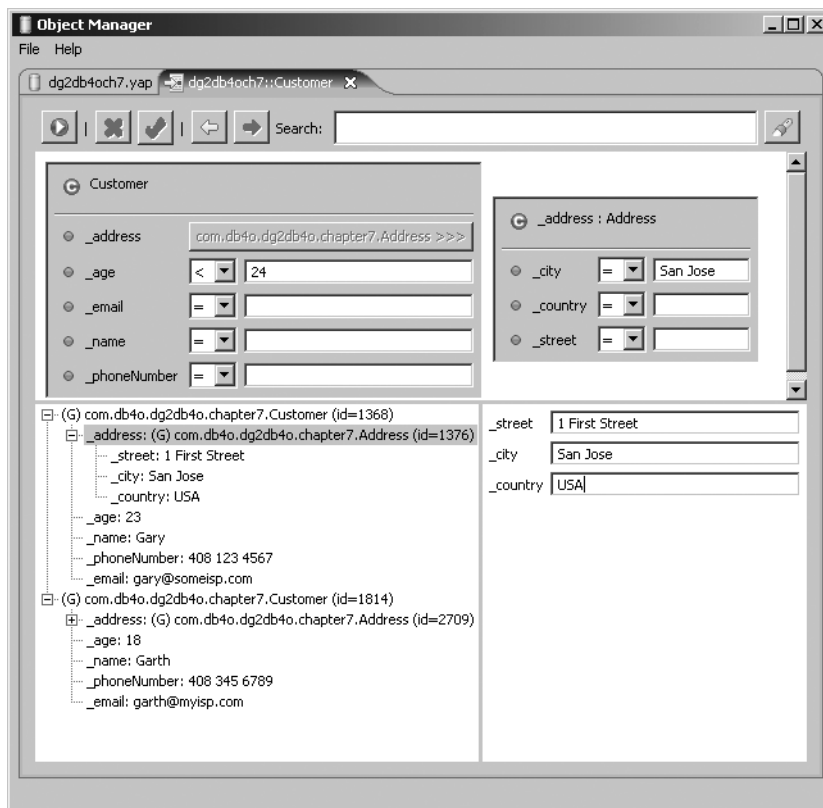 Object Manager
File Help
dg2db4och7.yap dg2db4och7::Customer X
Search:
Customer
_address com.db4o.dg2db4o.chapter7.Address >>>
_age < 24
_email =
_name =
_phoneNumber =
_address : Address
_city = San Jose
_country =
_street =
(G) com.db4o.dg2db4o.chapter7.Customer (id=1368)
_address: (G) com.db4o.dg2db4o.chapter7.Address (id=1376)
_street: 1 First Street
_city: San Jose
_country: USA
_age: 23
_name: Gary
_phoneNumber: 408 123 4567
_email: gary@someisp.com
(G) com.db4o.dg2db4o.chapter7.Customer (id=1814)
_address: (G) com.db4o.dg2db4o.chapter7.Address (id=2709)
_age: 18
_name: Garth
_phoneNumber: 408 345 6789
_email: garth@myisp.com
_street 1 First Street
_city San Jose
_country USA